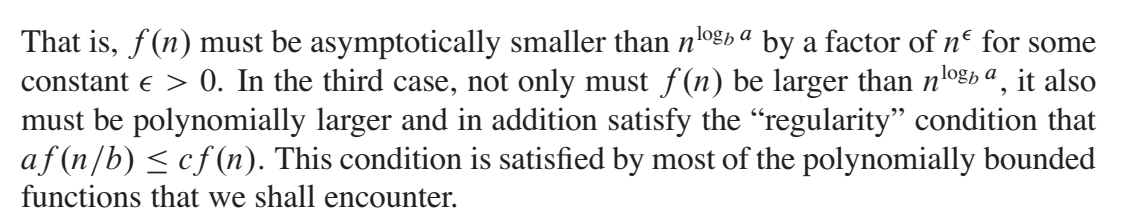 That is, f(n) must be asymptotically smaller than n^{log_b a} by a factor of n^ϵ for some
constant ϵ > 0. In the third case, not only must f(n) be larger than n^{log_b a}, it also
must be polynomially larger and in addition satisfy the “regularity” condition that
af(n/b) ≤ cf(n). This condition is satisfied by most of the polynomially bounded
functions that we shall encounter.